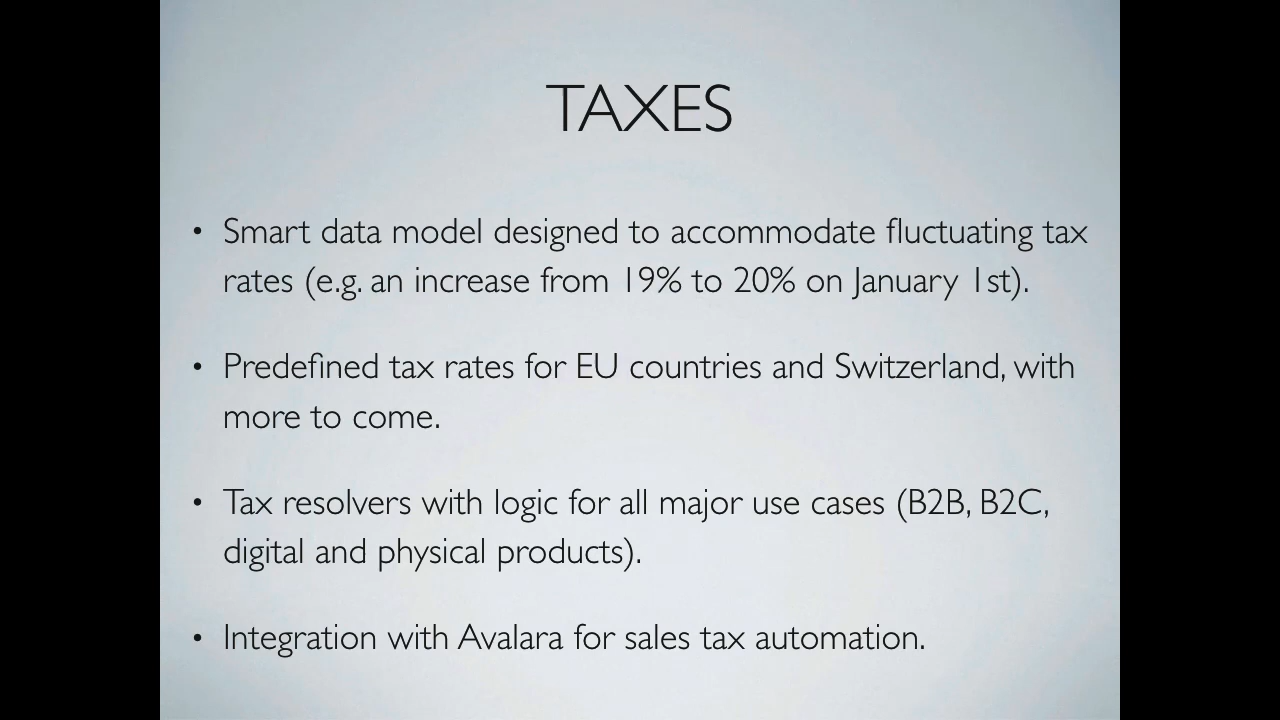 TAXES
• Smart data model designed to accommodate fluctuating tax
rates (e.g. an increase from 19% to 20% on January 1st).
• Predefined tax rates for EU countries and Switzerland, with
more to come.
• Tax resolvers with logic for all major use cases (B2B, B2C,
digital and physical products).
• Integration with Avalara for sales tax automation.